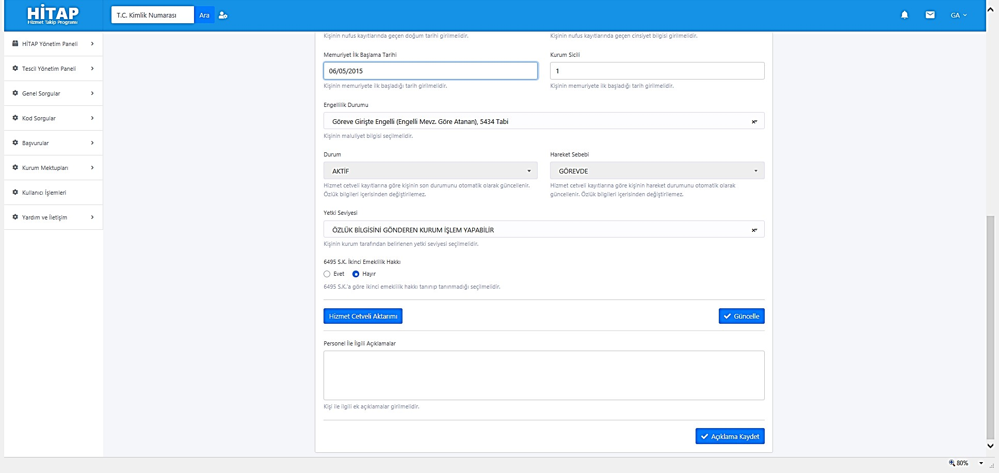 HİTAP
Hizmet Takip Programı
T.C. Kimlik Numarası
Ara
GA
HİTAP Yönetim Paneli
Tescil Yönetim Paneli
Genel Sorgular
Kod Sorgular
Başvurular
Kurum Mektupları
Kullanıcı İşlemleri
Yardım ve İletişim
Kişinin nufus kayıtlarında geçen doğum tarihi girilmelidir.
Kişinin nufus kayıtlarında geçen cinsiyet bilgisi girilmelidir.
Memuriyet İlk Başlama Tarihi
Kurum Sicili
06/05/2015
1
Kişinin memuriyete ilk başladığı tarih girilmelidir.
Kişinin memuriyete ilk başladığı tarih girilmelidir.
Engellilik Durumu
Göreve Girişte Engelli (Engelli Mevz. Göre Atanan), 5434 Tabi
Kişinin maluliyet bilgisi seçilmelidir.
Durum
Hareket Sebebi
AKTİF
GÖREVDE
Hizmet cetveli kayıtlarına göre kişinin son durumunu otomatik olarak güncellenir.
Özlük bilgileri içerisinden değiştirilemez.
Hizmet cetveli kayıtlarına göre kişinin hareket durumunu otomatik olarak
güncellenir. Özlük bilgileri içerisinden değiştirilemez.
Yetki Seviyesi
ÖZLÜK BİLGİSİNİ GÖNDEREN KURUM İŞLEM YAPABİLİR
Kişinin kurum tarafından belirlenen yetki seviyesi seçilmelidir.
6495 S.K. İkinci Emeklilik Hakkı
Evet
Hayır
6495 S.K.'a göre ikinci emeklilik hakkı tanınıp tanınmadığı seçilmelidir.
Hizmet Cetveli Aktarımı
Güncelle
Personel İle İlgili Açıklamalar
Kişi ile ilgili ek açıklamalar girilmelidir.
Açıklama Kaydet
80%